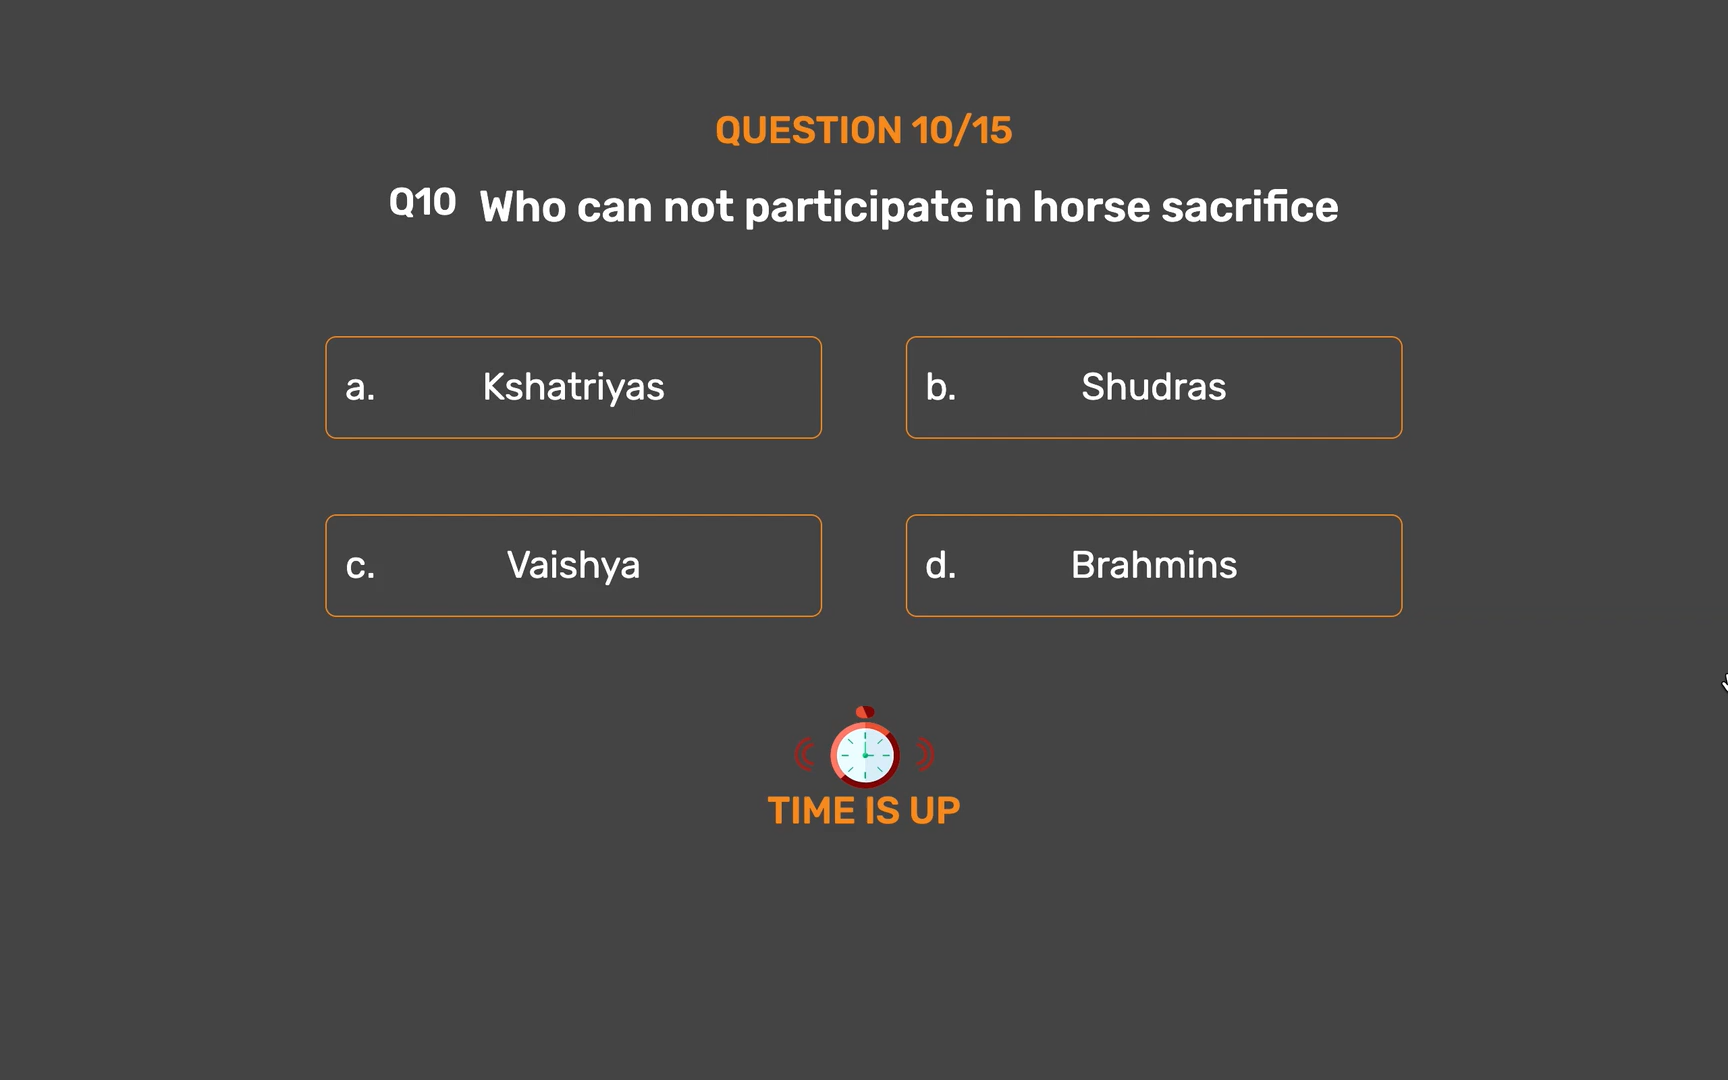 QUESTION 10/15
Q10 Who can not participate in horse sacrifice
a. Kshatriyas
b. Shudras
c. Vaishya
d. Brahmins
TIME IS UP